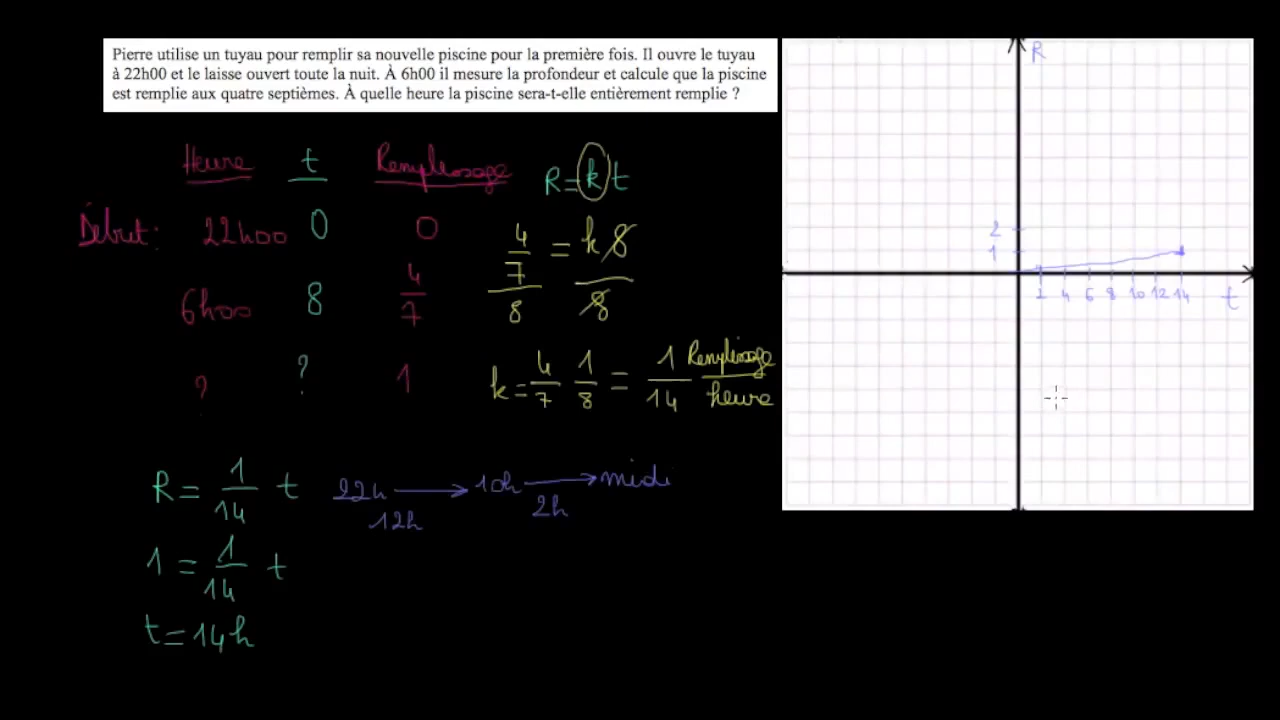 Pierre utilise un tuyau pour remplir sa nouvelle piscine pour la première fois. Il ouvre le tuyau
à 22h00 et le laisse ouvert toute la nuit. À 6h00 il mesure la profondeur et calcule que la piscine
est remplie aux quatre septièmes. À quelle heure la piscine sera-t-elle entièrement remplie ?
Heure t Remplissage
Début: 22h00 0 0
6h00 8 4/7
? ? 1
R = k t
4/7 / 8 = k 8 / 8
k = 4/7 1/8 = 1/14 Remplissage/heure
R = 1/14 t
1 = 1/14 t
t = 14h
22h → 10h → midi
12h 2h
R
2
1
2 4 6 8 10 12 14 t